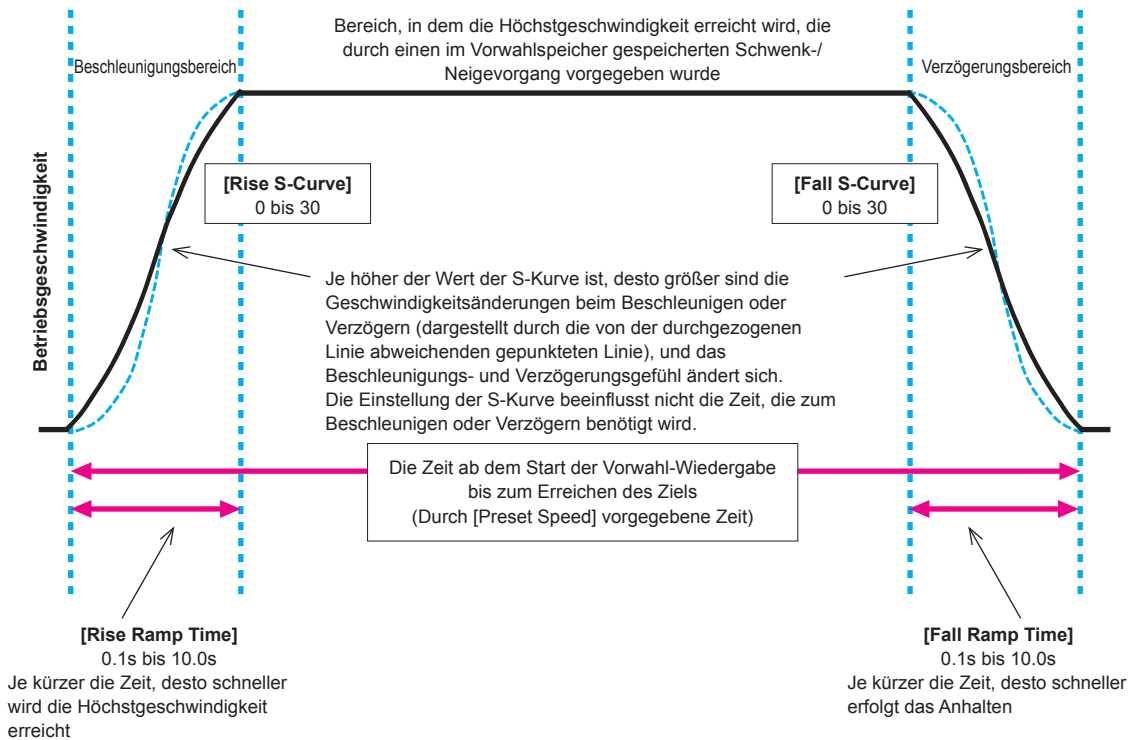 Bereich, in dem die Höchstgeschwindigkeit erreicht wird, die
durch einen im Vorwahlspeicher gespeicherten Schwenk-/
Neigevorgang vorgegeben wurde
Beschleunigungsbereich
Verzögerungsbereich
Betriebsgeschwindigkeit
[Rise S-Curve]
0 bis 30
[Fall S-Curve]
0 bis 30
Je höher der Wert der S-Kurve ist, desto größer sind die
Geschwindigkeitsänderungen beim Beschleunigen oder
Verzögern (dargestellt durch die von der durchgezogenen
Linie abweichenden gepunkteten Linie), und das
Beschleunigungs- und Verzögerungsgefühl ändert sich.
Die Einstellung der S-Kurve beeinflusst nicht die Zeit, die zum
Beschleunigen oder Verzögern benötigt wird.
Die Zeit ab dem Start der Vorwahl-Wiedergabe
bis zum Erreichen des Ziels
(Durch [Preset Speed] vorgegebene Zeit)
[Rise Ramp Time]
0.1s bis 10.0s
Je kürzer die Zeit, desto schneller
wird die Höchstgeschwindigkeit
erreicht
[Fall Ramp Time]
0.1s bis 10.0s
Je kürzer die Zeit, desto schneller
erfolgt das Anhalten